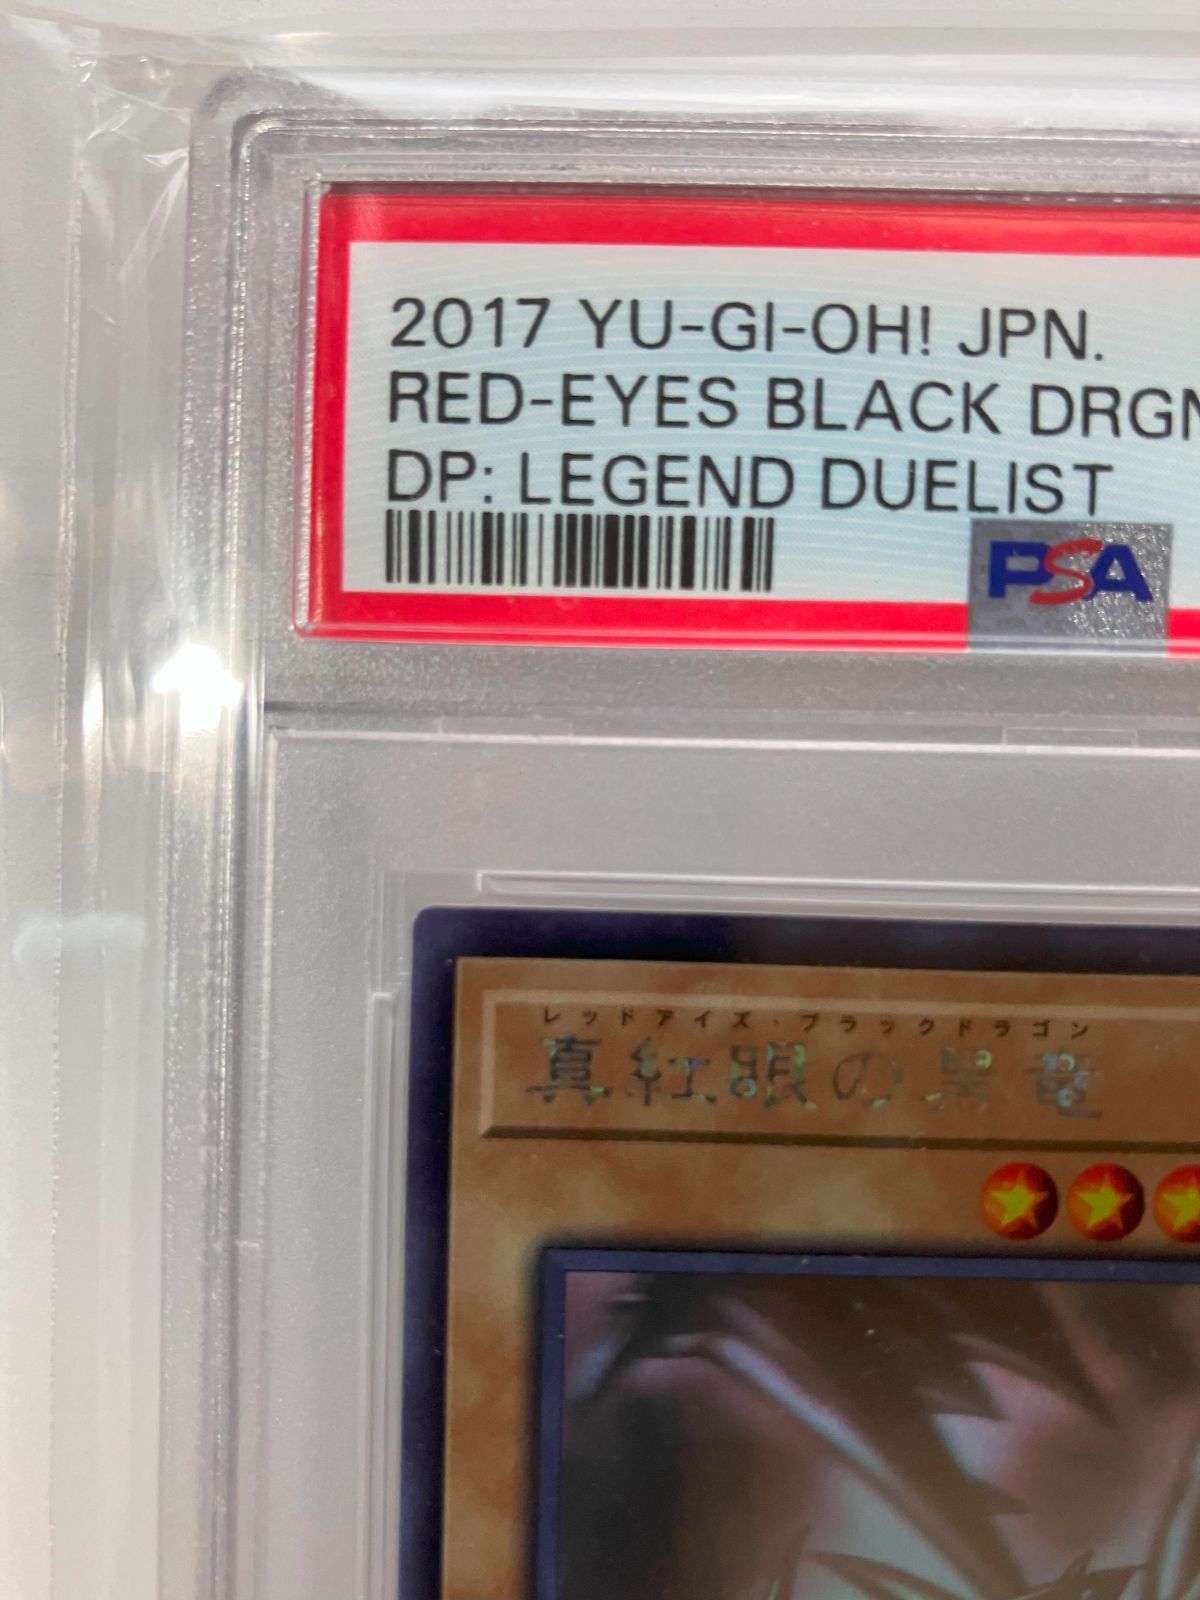 2017 YU-GI-OH! JPN.
RED-EYES BLACK DRGN
DP: LEGEND DUELIST
PSA
レッドアイズ・ブラックドラゴン
真紅眼の黒竜